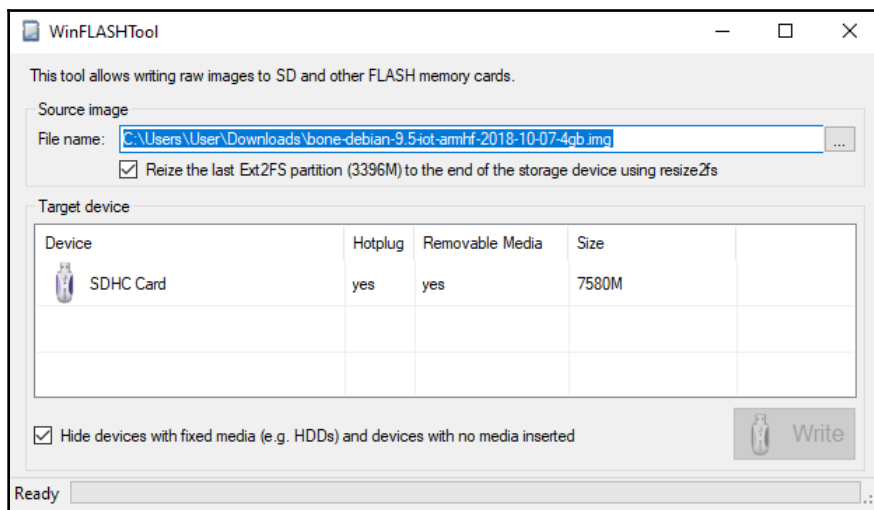 WinFLASHTool
This tool allows writing raw images to SD and other FLASH memory cards.
Source image
File name: C:\Users\User\Downloads\bone-debian-9.5-iot-armhf-2018-10-07-4gb.img ...
Reize the last Ext2FS partition (3396M) to the end of the storage device using resize2fs
Target device
Device Hotplug Removable Media Size
SDHC Card yes yes 7580M
Hide devices with fixed media (e.g. HDDs) and devices with no media inserted
Write
Ready